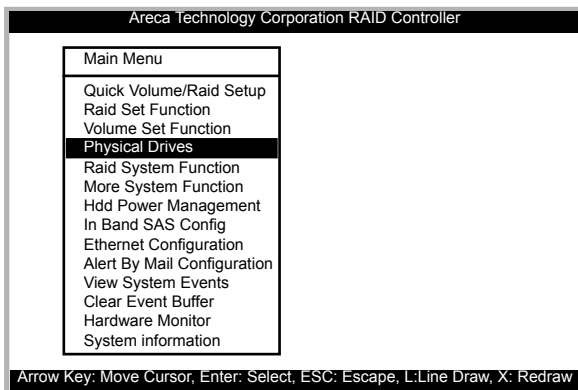 Areca Technology Corporation RAID Controller
Main Menu
Quick Volume/Raid Setup
Raid Set Function
Volume Set Function
Physical Drives
Raid System Function
More System Function
Hdd Power Management
In Band SAS Config
Ethernet Configuration
Alert By Mail Configuration
View System Events
Clear Event Buffer
Hardware Monitor
System information
Arrow Key: Move Cursor, Enter: Select, ESC: Escape, L:Line Draw, X: Redraw